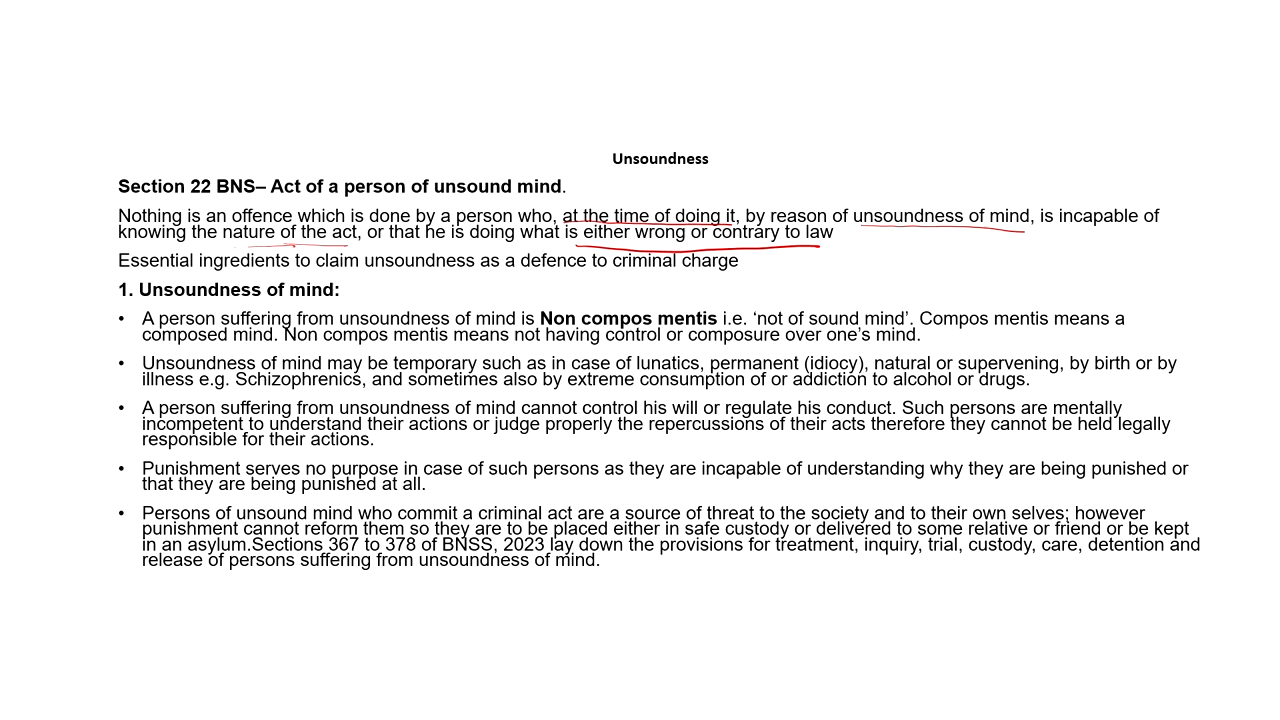 Unsoundness
Section 22 BNS– Act of a person of unsound mind.
Nothing is an offence which is done by a person who, at the time of doing it, by reason of unsoundness of mind, is incapable of
knowing the nature of the act, or that he is doing what is either wrong or contrary to law
Essential ingredients to claim unsoundness as a defence to criminal charge
1. Unsoundness of mind:
• A person suffering from unsoundness of mind is Non compos mentis i.e. ‘not of sound mind’. Compos mentis means a
composed mind. Non compos mentis means not having control or composure over one’s mind.
• Unsoundness of mind may be temporary such as in case of lunatics, permanent (idiocy), natural or supervening, by birth or by
illness e.g. Schizophrenics, and sometimes also by extreme consumption of or addiction to alcohol or drugs.
• A person suffering from unsoundness of mind cannot control his will or regulate his conduct. Such persons are mentally
incompetent to understand their actions or judge properly the repercussions of their acts therefore they cannot be held legally
responsible for their actions.
• Punishment serves no purpose in case of such persons as they are incapable of understanding why they are being punished or
that they are being punished at all.
• Persons of unsound mind who commit a criminal act are a source of threat to the society and to their own selves; however
punishment cannot reform them so they are to be placed either in safe custody or delivered to some relative or friend or be kept
in an asylum.Sections 367 to 378 of BNSS, 2023 lay down the provisions for treatment, inquiry, trial, custody, care, detention and
release of persons suffering from unsoundness of mind.